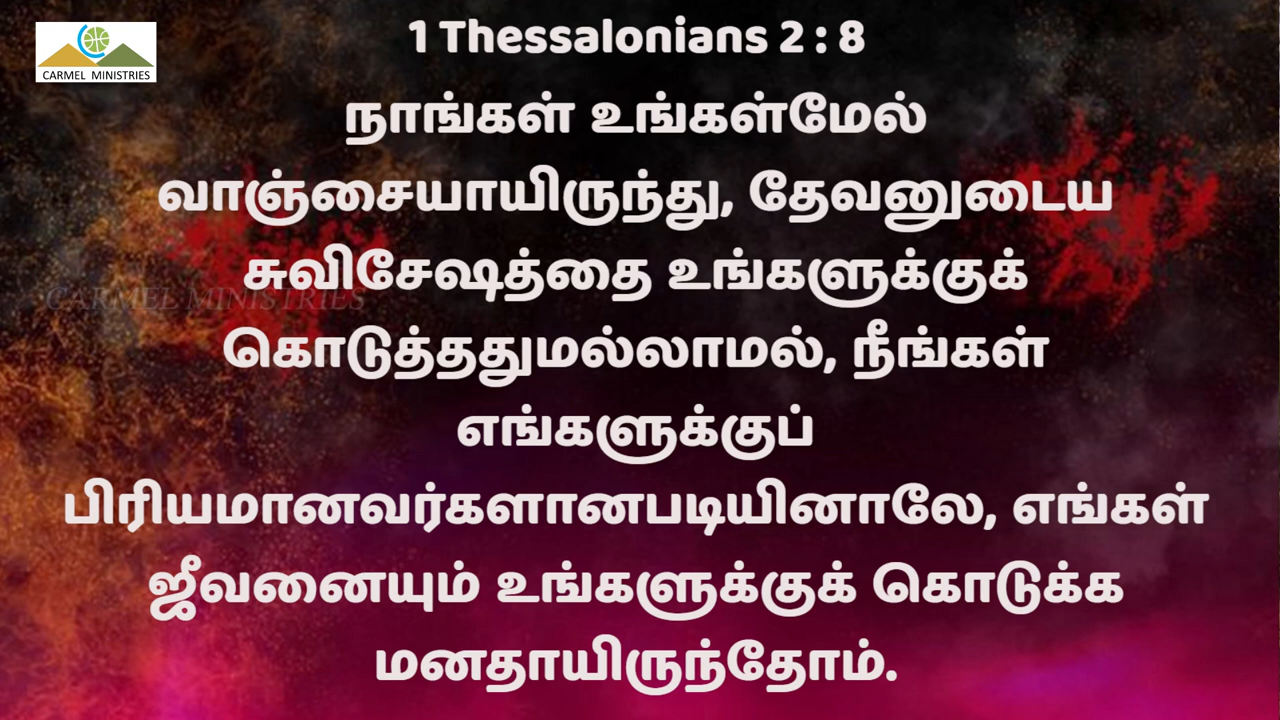 1 Thessalonians 2 : 8
CARMEL MINISTRIES
நாங்கள் உங்கள்மேல்
வாஞ்சையாயிருந்து, தேவனுடைய
சுவிசேஷத்தை உங்களுக்குக்
CARMEL MINISTRIES
கொடுத்ததுமல்லாமல், நீங்கள்
எங்களுக்குப்
பிரியமானவர்களானபடியினாலே, எங்கள்
ஜீவனையும் உங்களுக்குக் கொடுக்க
மனதாயிருந்தோம்.